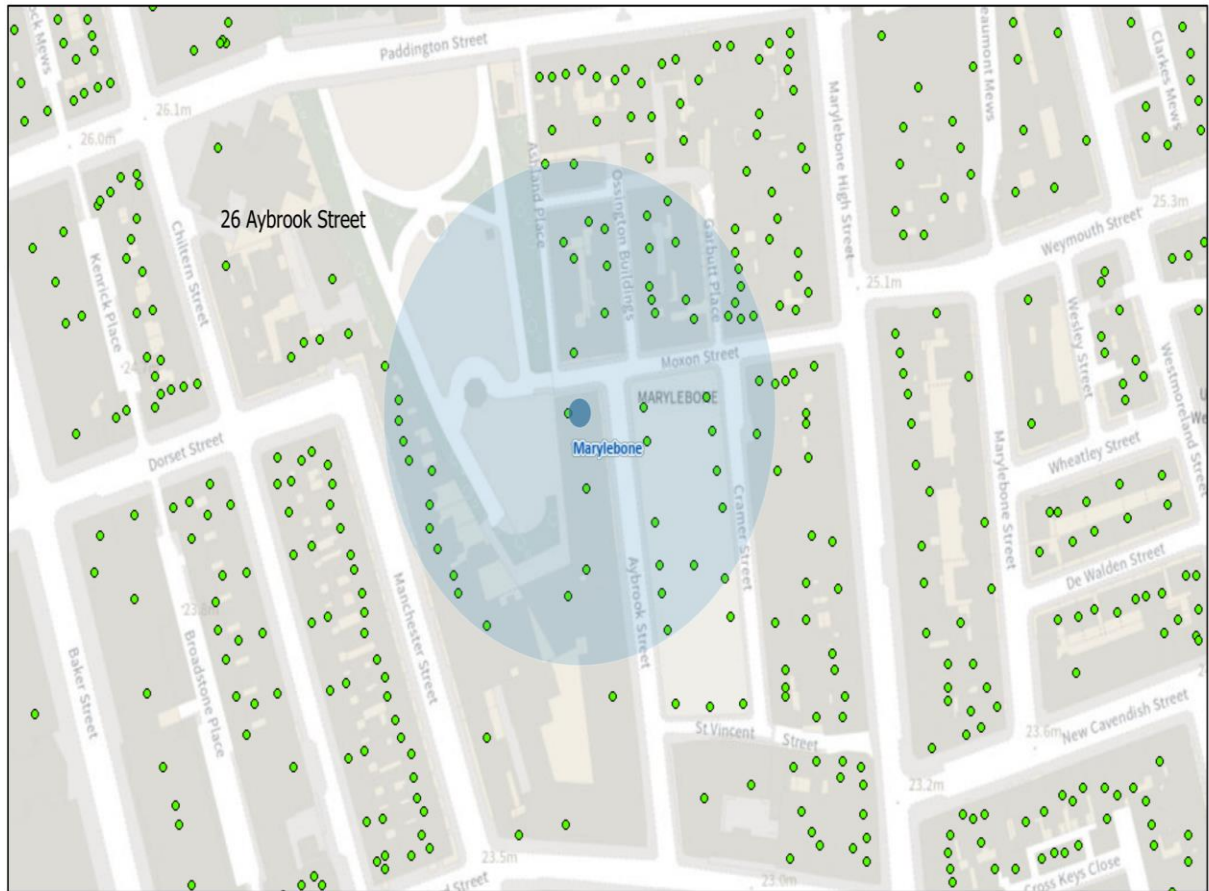 Paddington Street
26.1m
26.0m
Ashland Place
Ossington Buildings
Garbutt Place
Marylebone High Street
Clarkes Mews
26 Aybrook Street
Chiltern Street
Kenrick Place
Weymouth Street
25.3m
25.1m
Moxon Street
MARYLEBONE
Marylebone
Wesley Street
Westmoreland Street
Dorset Street
Wheatley Street
Marylebone Street
De Walden Street
Cramer Street
Aybrook Street
Manchester Street
Broadstone Place
Baker Street
St Vincent Street
New Cavendish Street
23.6m
23.2m
23.5m
23.0m
Cross Keys Close